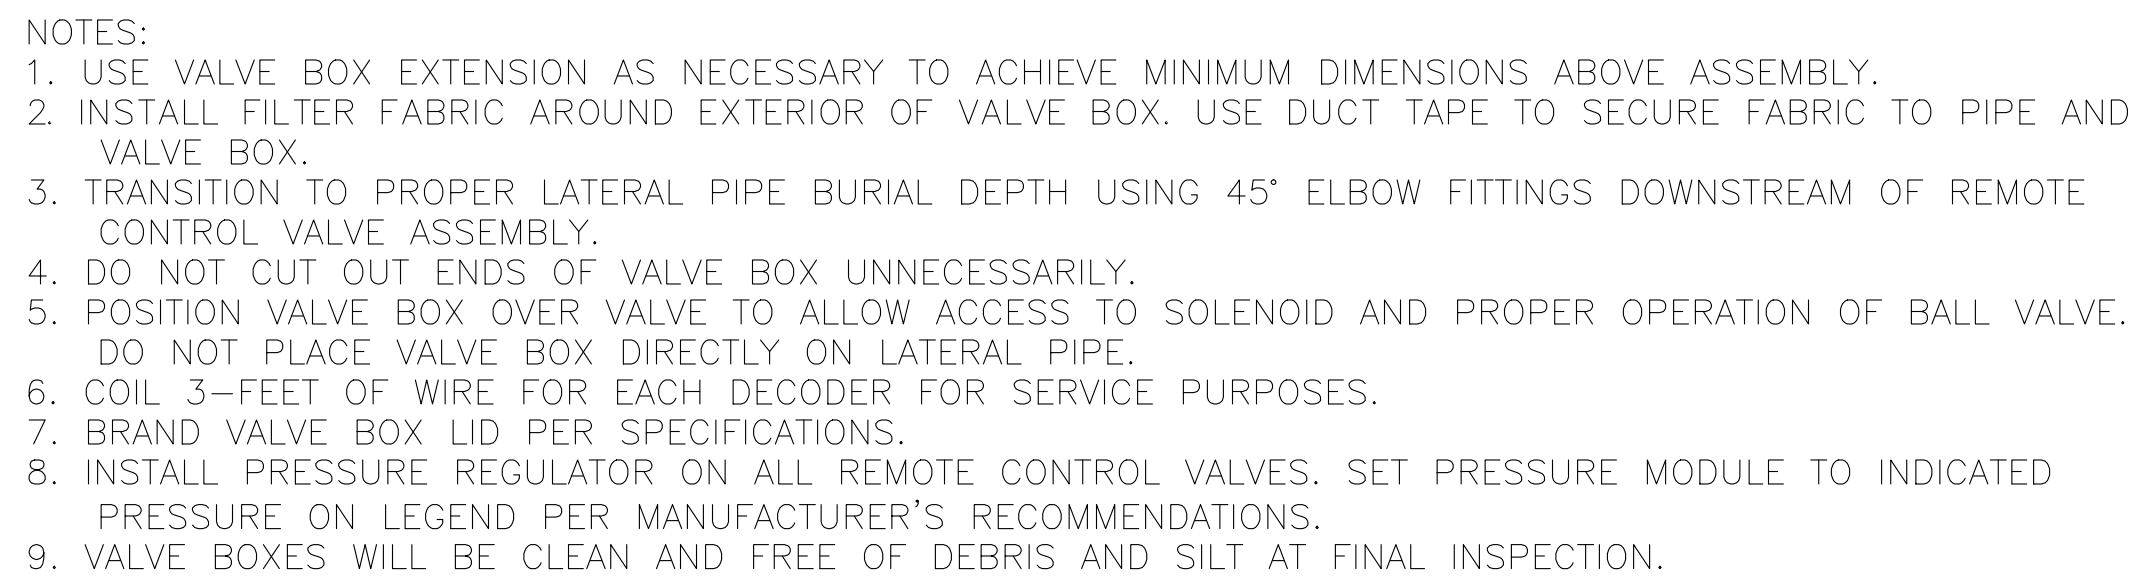 NOTES:
1. USE VALVE BOX EXTENSION AS NECESSARY TO ACHIEVE MINIMUM DIMENSIONS ABOVE ASSEMBLY.
2. INSTALL FILTER FABRIC AROUND EXTERIOR OF VALVE BOX. USE DUCT TAPE TO SECURE FABRIC TO PIPE AND
VALVE BOX.
3. TRANSITION TO PROPER LATERAL PIPE BURIAL DEPTH USING 45° ELBOW FITTINGS DOWNSTREAM OF REMOTE
CONTROL VALVE ASSEMBLY.
4. DO NOT CUT OUT ENDS OF VALVE BOX UNNECESSARILY.
5. POSITION VALVE BOX OVER VALVE TO ALLOW ACCESS TO SOLENOID AND PROPER OPERATION OF BALL VALVE.
DO NOT PLACE VALVE BOX DIRECTLY ON LATERAL PIPE.
6. COIL 3-FEET OF WIRE FOR EACH DECODER FOR SERVICE PURPOSES.
7. BRAND VALVE BOX LID PER SPECIFICATIONS.
8. INSTALL PRESSURE REGULATOR ON ALL REMOTE CONTROL VALVES. SET PRESSURE MODULE TO INDICATED
PRESSURE ON LEGEND PER MANUFACTURER'S RECOMMENDATIONS.
9. VALVE BOXES WILL BE CLEAN AND FREE OF DEBRIS AND SILT AT FINAL INSPECTION.